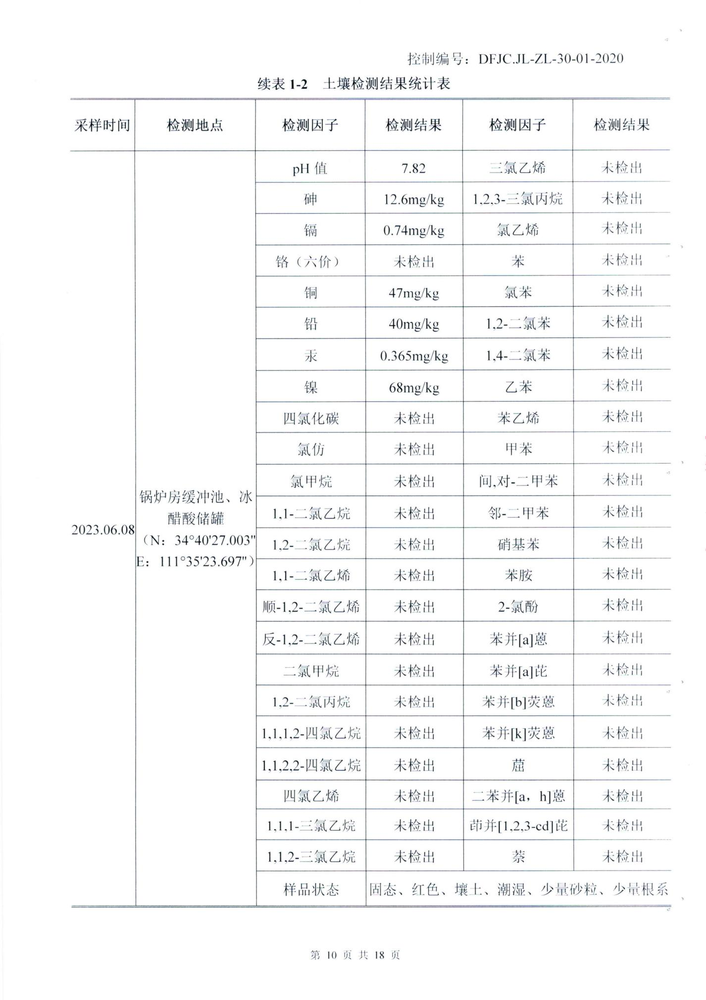 控制编号：DFJC.JL-ZL-30-01-2020
续表 1-2 土壤检测结果统计表
采样时间 检测地点 检测因子 检测结果 检测因子 检测结果
pH 值 7.82 三氯乙烯 未检出
砷 12.6mg/kg 1,2,3-三氯丙烷 未检出
镉 0.74mg/kg 氯乙烯 未检出
铬（六价） 未检出 苯 未检出
铜 47mg/kg 氯苯 未检出
铅 40mg/kg 1,2-二氯苯 未检出
汞 0.365mg/kg 1,4-二氯苯 未检出
镍 68mg/kg 乙苯 未检出
四氯化碳 未检出 苯乙烯 未检出
氯仿 未检出 甲苯 未检出
氯甲烷 未检出 间,对-二甲苯 未检出
2023.06.08
锅炉房缓冲池、冰
醋酸储罐
（N：34°40'27.003"
E：111°35'23.697"）
1,1-二氯乙烷 未检出 邻-二甲苯 未检出
1,2-二氯乙烷 未检出 硝基苯 未检出
1,1-二氯乙烯 未检出 苯胺 未检出
顺-1,2-二氯乙烯 未检出 2-氯酚 未检出
反-1,2-二氯乙烯 未检出 苯并[a]蒽 未检出
二氯甲烷 未检出 苯并[a]芘 未检出
1,2-二氯丙烷 未检出 苯并[b]荧蒽 未检出
1,1,1,2-四氯乙烷 未检出 苯并[k]荧蒽 未检出
1,1,2,2-四氯乙烷 未检出 䓛 未检出
四氯乙烯 未检出 二苯并[a，h]蒽 未检出
1,1,1-三氯乙烷 未检出 茚并[1,2,3-cd]芘 未检出
1,1,2-三氯乙烷 未检出 萘 未检出
样品状态 固态、红色、壤土、潮湿、少量砂粒、少量根系
第 10 页 共 18 页